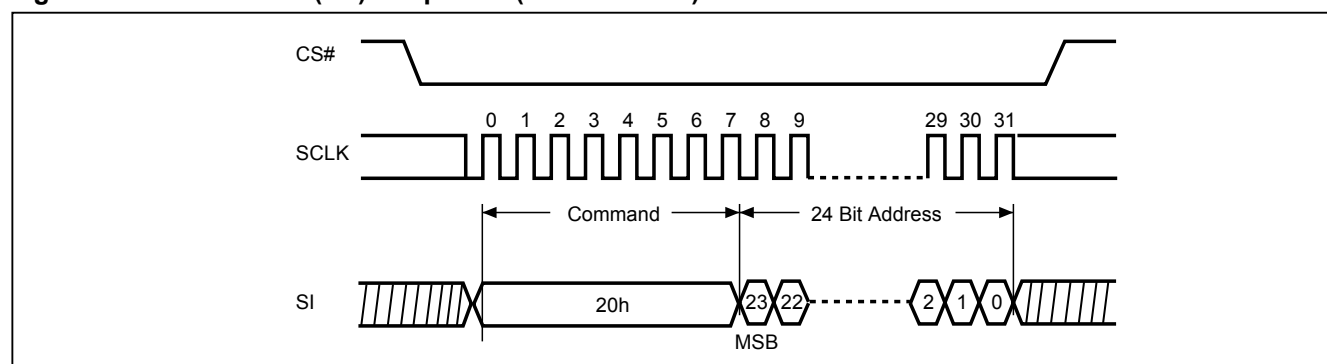 CS#
0 1 2 3 4 5 6 7 8 9 29 30 31
SCLK
Command 24 Bit Address
SI 20h 23 22 2 1 0
MSB